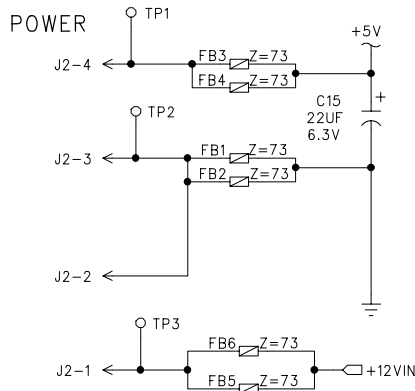 POWER
TP1
+5V
J2-4
FB3 Z=73
FB4 Z=73
C15
22UF
6.3V
+
TP2
J2-3
FB1 Z=73
FB2 Z=73
J2-2
TP3
FB6 Z=73
J2-1
+12VIN
FB5 Z=73